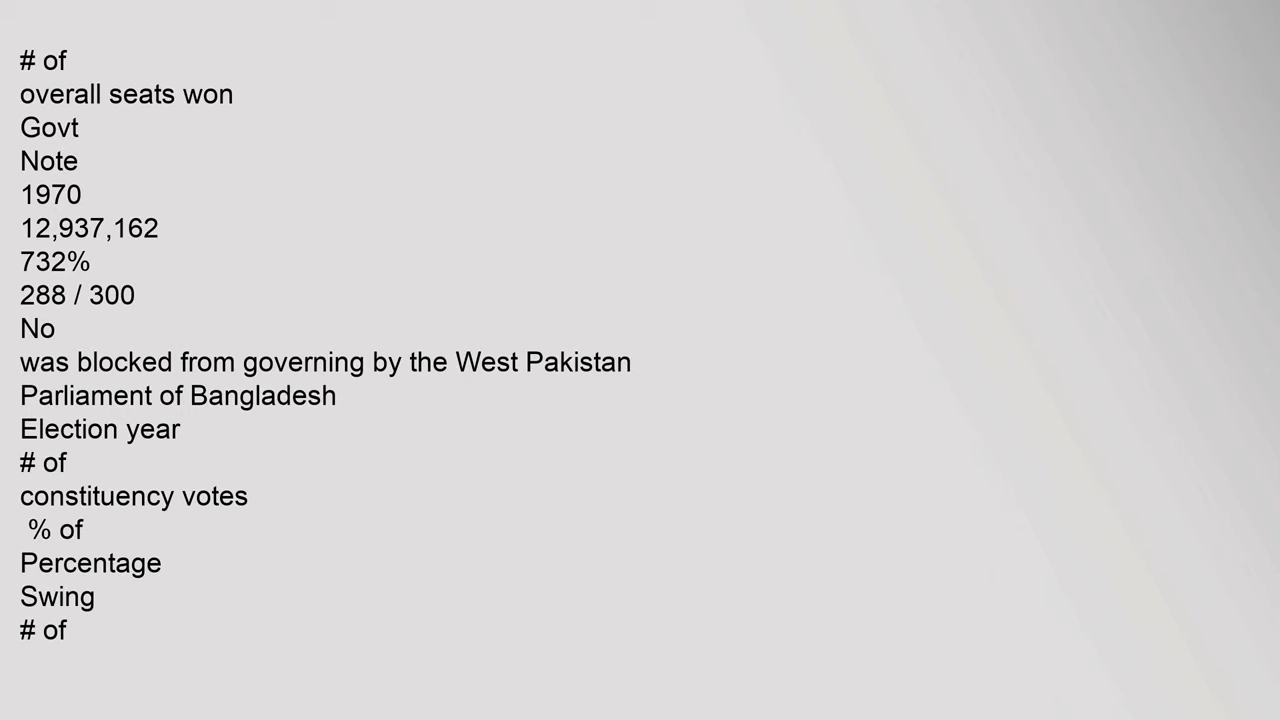 # of
overall seats won
Govt
Note
1970
12,937,162
732%
288 / 300
No
was blocked from governing by the West Pakistan
Parliament of Bangladesh
Election year
# of
constituency votes
% of
Percentage
Swing
# of